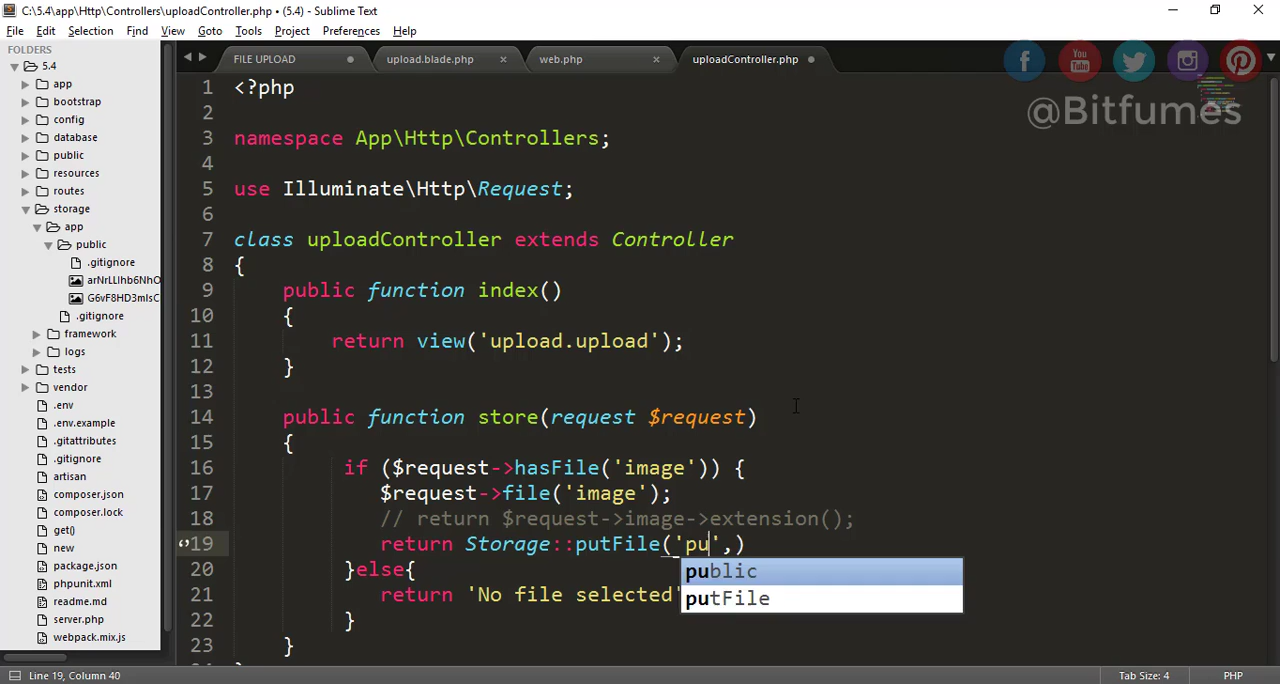 C:\5.4\app\Http\Controllers\uploadController.php • (5.4) - Sublime Text
File Edit Selection Find View Goto Tools Project Preferences Help
FOLDERS
5.4
app
bootstrap
config
database
public
resources
routes
storage
app
public
.gitignore
arNrLLIhb6NhO
G6vF8HD3mIsC
.gitignore
framework
logs
tests
vendor
.env
.env.example
.gitattributes
.gitignore
artisan
composer.json
composer.lock
get()
new
package.json
phpunit.xml
readme.md
server.php
webpack.mix.js
FILE UPLOAD upload.blade.php web.php uploadController.php
You Tube
@Bitfumes
1 <?php
2
3 namespace App\Http\Controllers;
4
5 use Illuminate\Http\Request;
6
7 class uploadController extends Controller
8 {
9 public function index()
10 {
11 return view('upload.upload');
12 }
13
14 public function store(request $request)
15 {
16 if ($request->hasFile('image')) {
17 $request->file('image');
18 // return $request->image->extension();
19 return Storage::putFile('pu',)
public
putFile
20 }else{
21 return 'No file selected'
22 }
23 }
Line 19, Column 40 Tab Size: 4 PHP